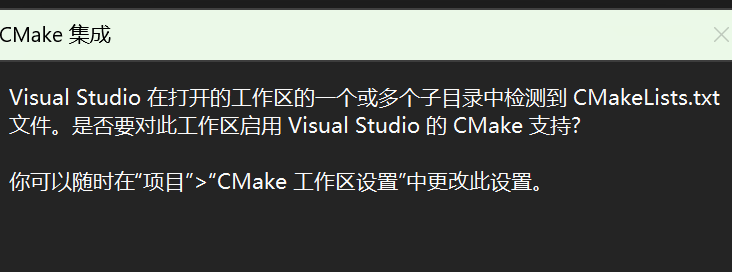 CMake 集成
Visual Studio 在打开的工作区的一个或多个子目录中检测到 CMakeLists.txt
文件。是否要对此工作区启用 Visual Studio 的 CMake 支持?
你可以随时在“项目”>“CMake 工作区设置”中更改此设置。